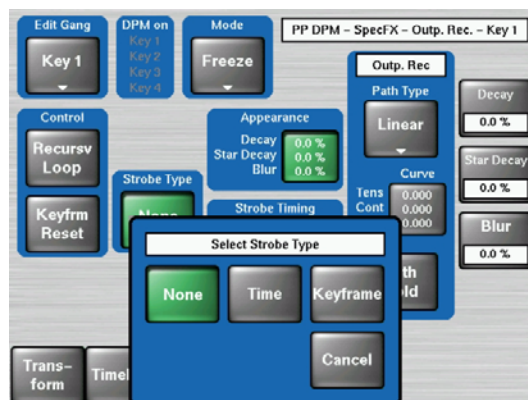 Edit Gang
Key 1
DPM on
Key 1
Key 2
Key 3
Key 4
Mode
Freeze
PP DPM - SpecFX - Outp. Rec. - Key 1
Control
Recursv
Loop
Keyfrm
Reset
Strobe Type
None
Appearance
Decay 0.0 %
Star Decay 0.0 %
Blur 0.0 %
Strobe Timing
Outp. Rec
Path Type
Linear
Curve
Tens 0.000
Cont 0.000
0.000
Decay
0.0 %
Star Decay
0.0 %
Blur
0.0 %
Select Strobe Type
None
Time
Keyframe
Cancel
Trans-
form